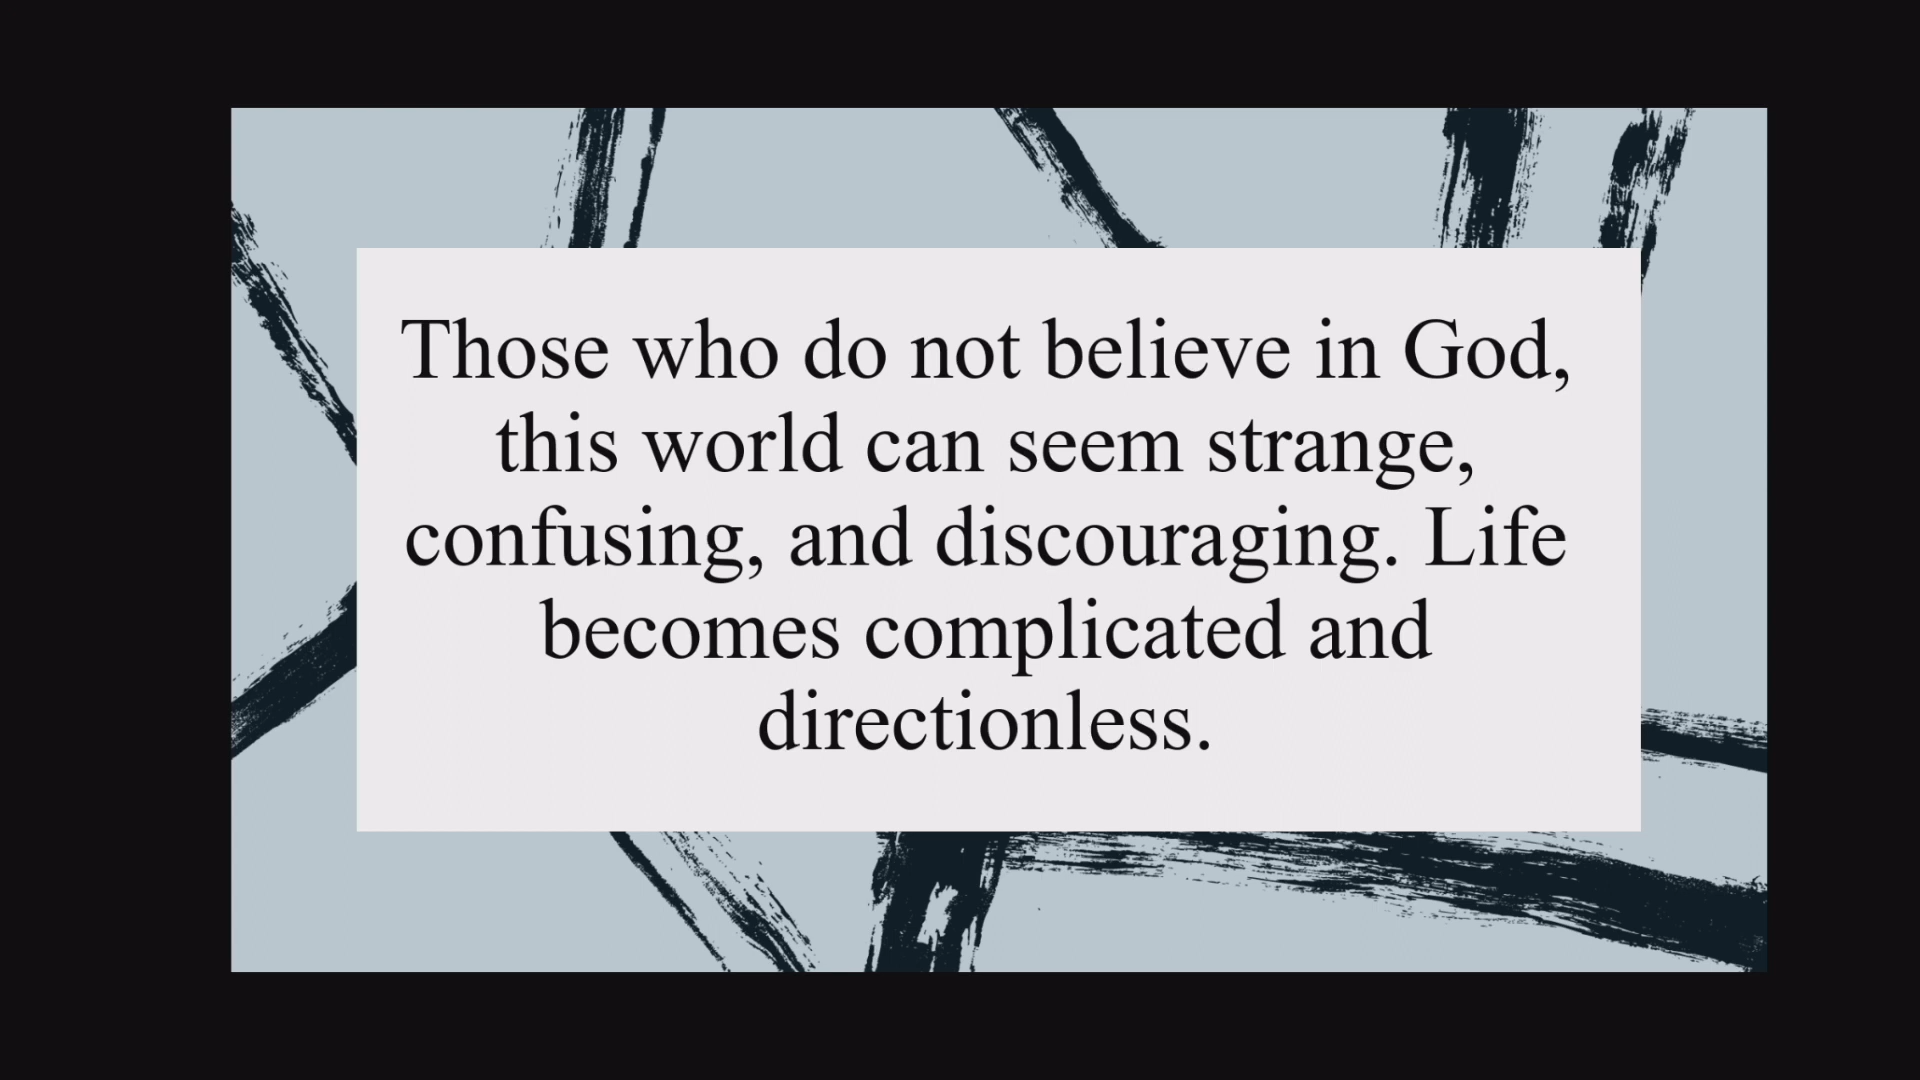 Those who do not believe in God,
this world can seem strange,
confusing, and discouraging. Life
becomes complicated and
directionless.